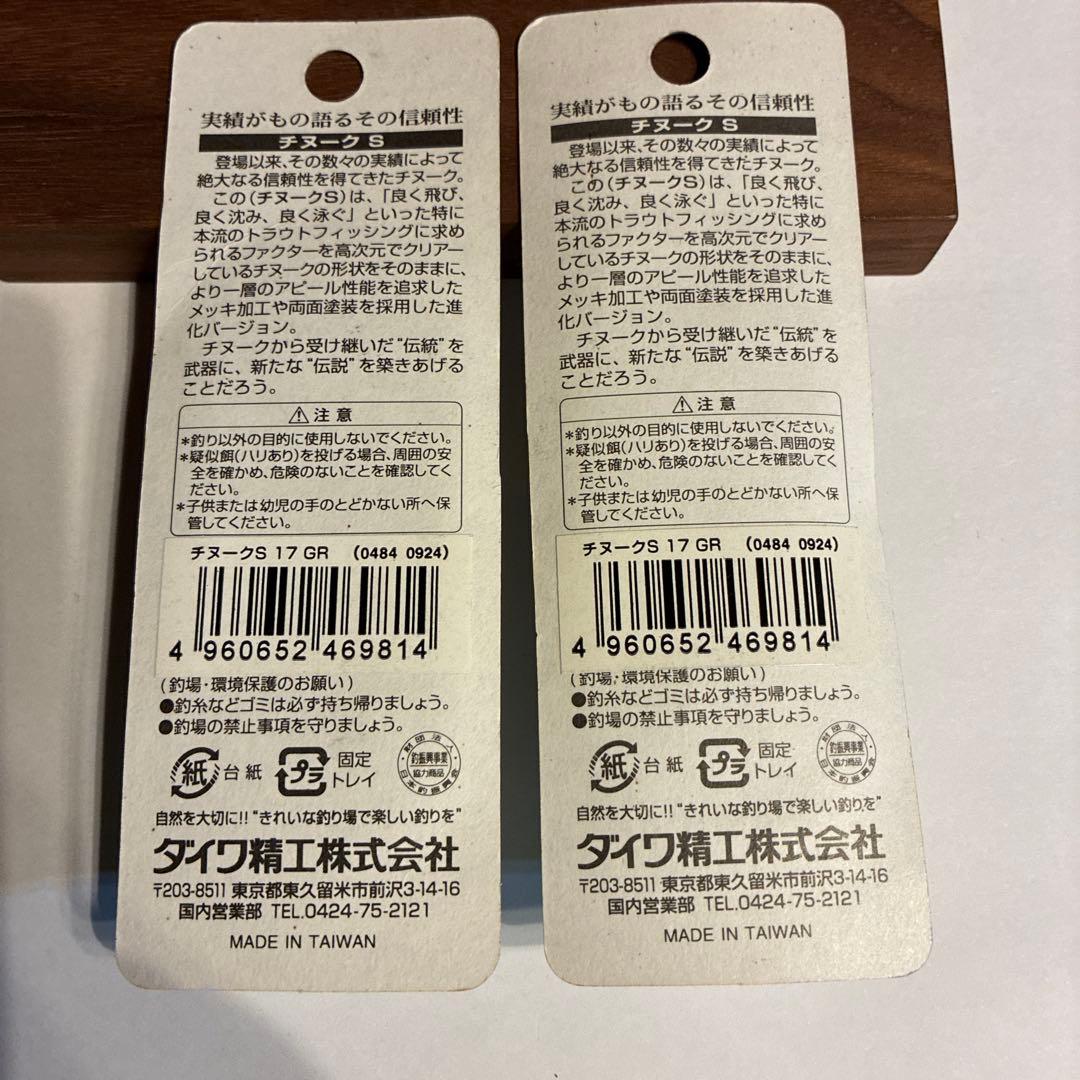 実績がもの語るその信頼性
チヌーク S
登場以来、その数々の実績によって
絶大なる信頼性を得てきたチヌーク。
この(チヌークS)は、「良く飛び、
良く沈み、良く泳ぐ」といった特に
本流のトラウトフィッシングに求め
られるファクターを高次元でクリアー
しているチヌークの形状をそのままに、
より一層のアピール性能を追求した
メッキ加工や両面塗装を採用した進
化バージョン。
チヌークから受け継いだ“伝統”を
武器に、新たな“伝説”を築きあげる
ことだろう。
⚠注意
*釣り以外の目的に使用しないでください。
*疑似餌(ハリあり)を投げる場合、周囲の安
全を確かめ、危険のないことを確認してく
ださい。
*子供または幼児の手のとどかない所へ保
管してください。
チヌークS 17 GR (0484 0924)
4 960652 469814
(釣場・環境保護のお願い)
●釣糸などゴミは必ず持ち帰りましょう。
●釣場の禁止事項を守りましょう。
紙 台紙 プラ 固定
トレイ
財団法人
釣振興事業
協力商品
日本釣振興会
自然を大切に!!“きれいな釣り場で楽しい釣りを”
ダイワ精工株式会社
〒203-8511 東京都東久留米市前沢3-14-16
国内営業部 TEL.0424-75-2121
MADE IN TAIWAN
実績がもの語るその信頼性
チヌーク S
登場以来、その数々の実績によって
絶大なる信頼性を得てきたチヌーク。
この(チヌークS)は、「良く飛び、
良く沈み、良く泳ぐ」といった特に
本流のトラウトフィッシングに求め
られるファクターを高次元でクリアー
しているチヌークの形状をそのままに、
より一層のアピール性能を追求した
メッキ加工や両面塗装を採用した進
化バージョン。
チヌークから受け継いだ“伝統”を
武器に、新たな“伝説”を築きあげる
ことだろう。
⚠注意
*釣り以外の目的に使用しないでください。
*疑似餌(ハリあり)を投げる場合、周囲の安
全を確かめ、危険のないことを確認してく
ださい。
*子供または幼児の手のとどかない所へ保
管してください。
チヌークS 17 GR (0484 0924)
4 960652 469814
(釣場・環境保護のお願い)
●釣糸などゴミは必ず持ち帰りましょう。
●釣場の禁止事項を守りましょう。
紙 台紙 プラ 固定
トレイ
財団法人
釣振興事業
協力商品
日本釣振興会
自然を大切に!!“きれいな釣り場で楽しい釣りを”
ダイワ精工株式会社
〒203-8511 東京都東久留米市前沢3-14-16
国内営業部 TEL.0424-75-2121
MADE IN TAIWAN